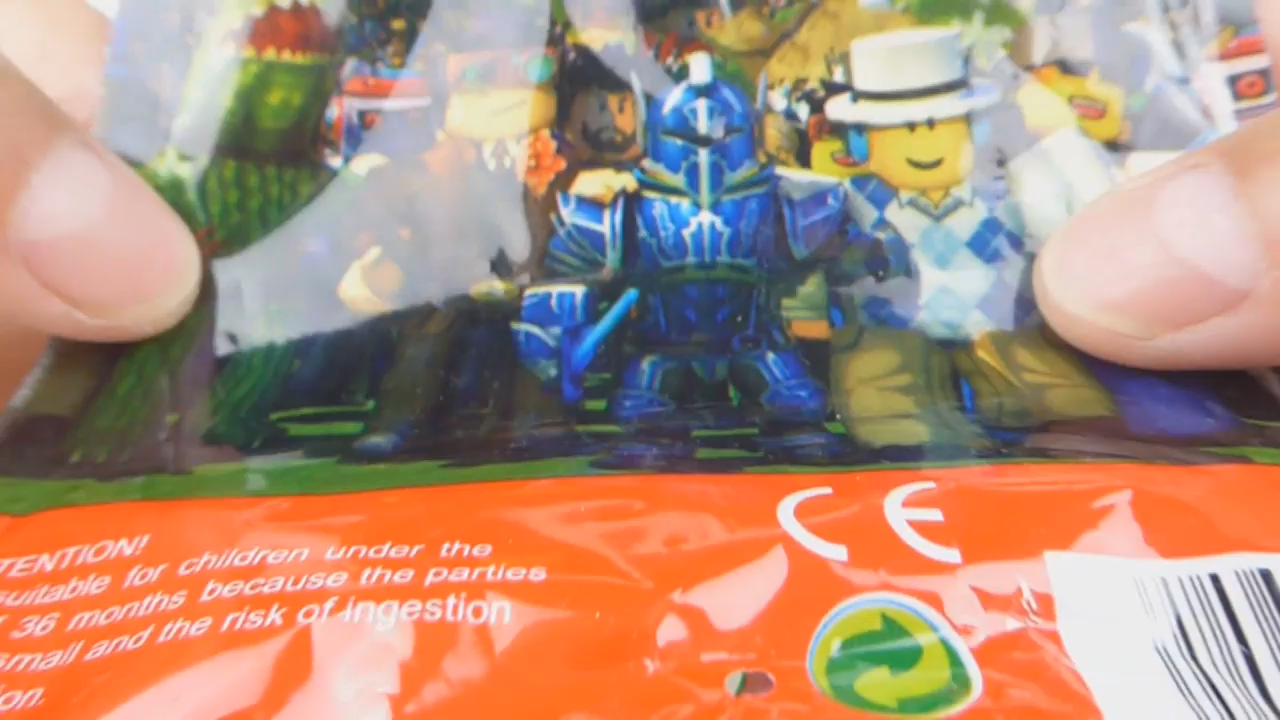 TENTION!
suitable for children under the
36 months because the parties
small and the risk of ingestion
on.
CE